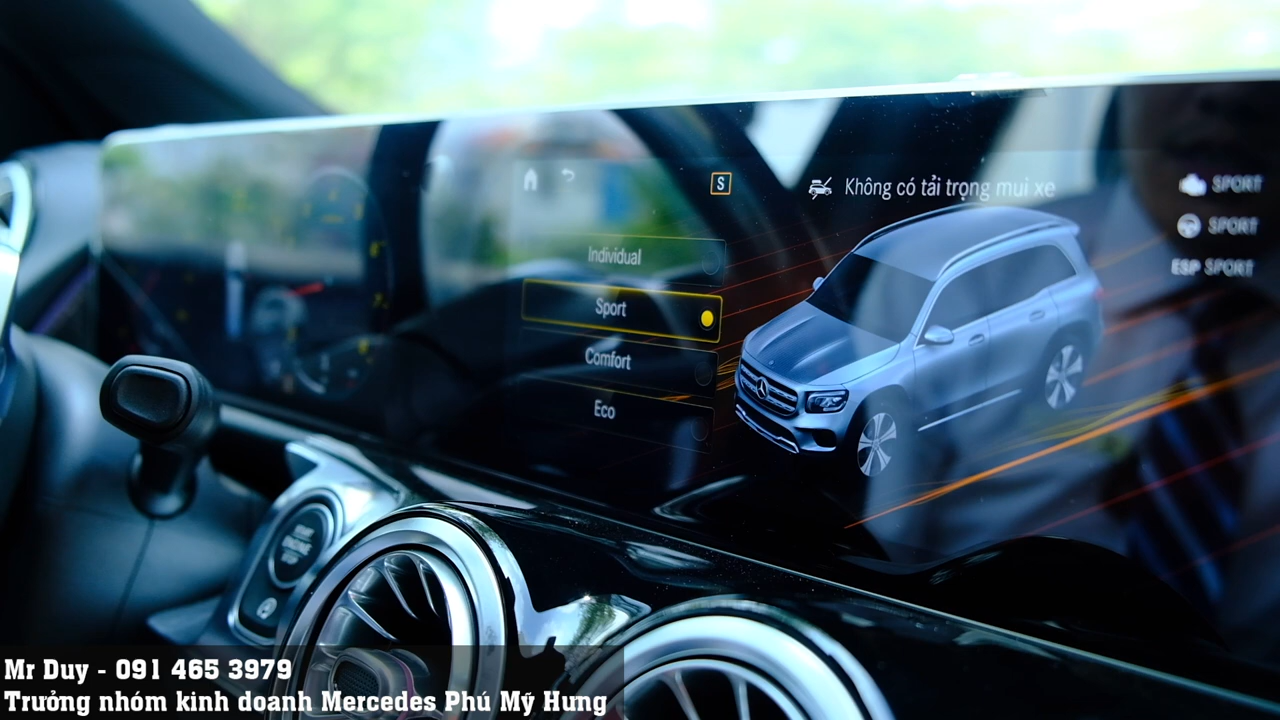 S
Không có tải trọng mui xe
SPORT
SPORT
ESP SPORT
Individual
Sport
Comfort
Eco
Mr Duy - 091 465 3979
Trưởng nhóm kinh doanh Mercedes Phú Mỹ Hưng